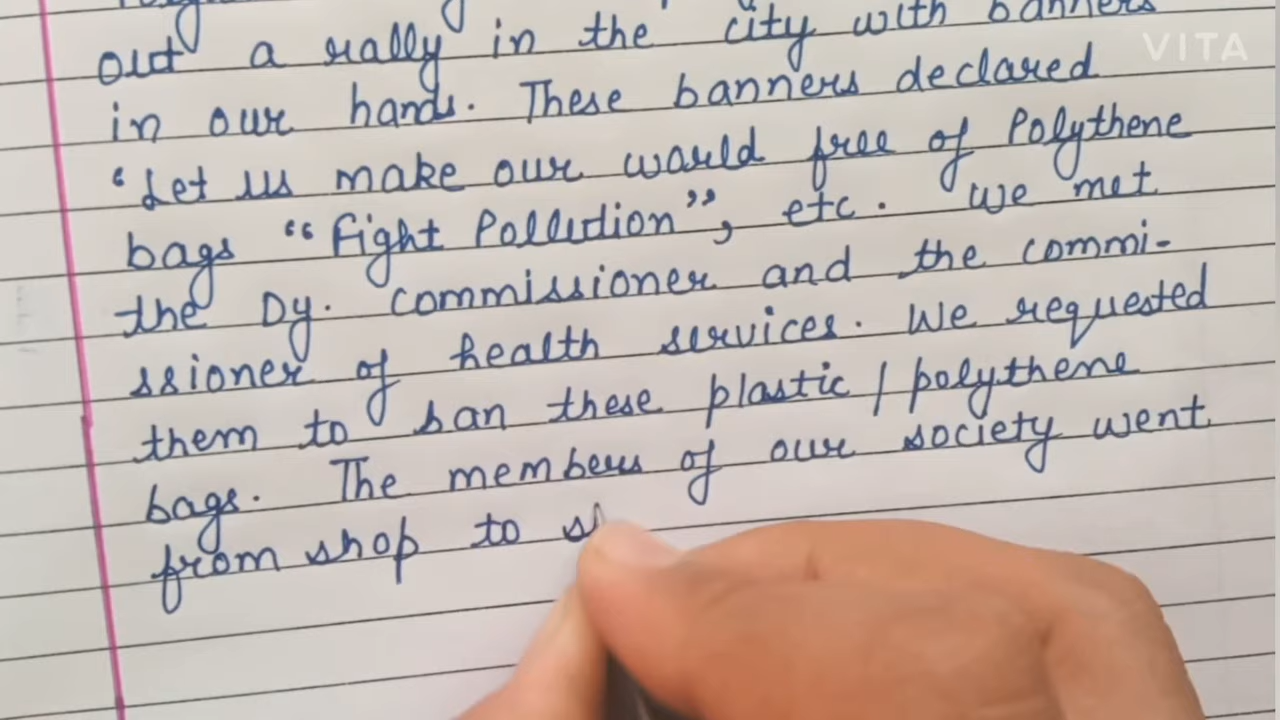 out a rally in the city with banners
VITA
in our hands. These banners declared
‘Let us make our world free of Polythene
bags “Fight Pollution”, etc. We met
the Dy. commissioner and the commi-
ssioner of health services. We requested
them to ban these plastic / polythene
bags. The members of our society went
from shop to